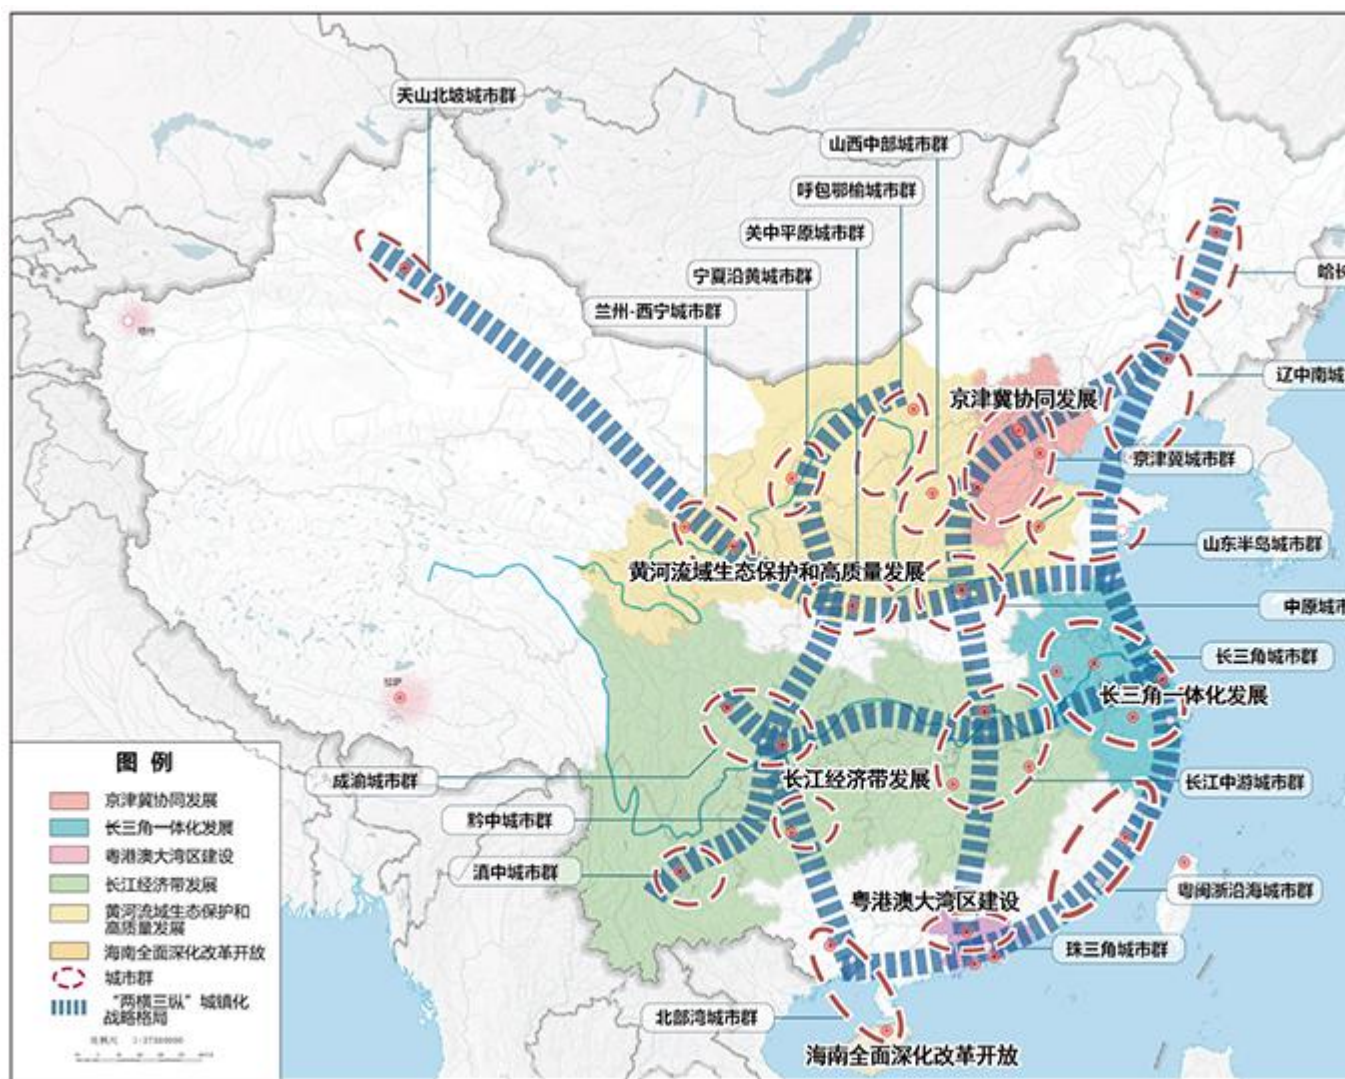 天山北坡城市群
山西中部城市群
呼包鄂榆城市群
关中平原城市群
宁夏沿黄城市群
兰州-西宁城市群
哈长
辽中南城
京津冀协同发展
京津冀城市群
山东半岛城市群
黄河流域生态保护和高质量发展
中原城市
长三角城市群
长三角一体化发展
拉萨
成渝城市群
长江经济带发展
长江中游城市群
黔中城市群
滇中城市群
粤闽浙沿海城市群
粤港澳大湾区建设
珠三角城市群
北部湾城市群
海南全面深化改革开放
图 例
京津冀协同发展
长三角一体化发展
粤港澳大湾区建设
长江经济带发展
黄河流域生态保护和
高质量发展
海南全面深化改革开放
城市群
“两横三纵”城镇化
战略格局